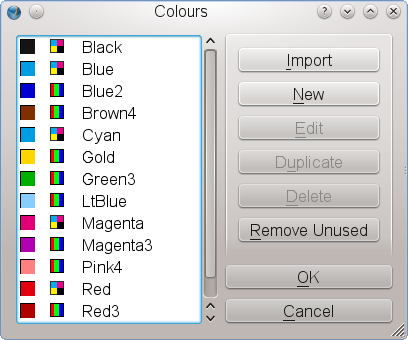 Colours
Black
Blue
Blue2
Brown4
Cyan
Gold
Green3
LtBlue
Magenta
Magenta3
Pink4
Red
Red3
Import
New
Edit
Duplicate
Delete
Remove Unused
OK
Cancel